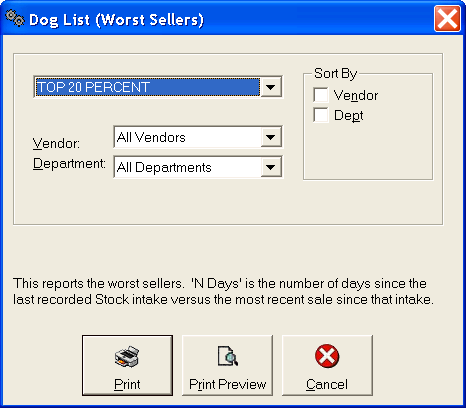 Dog List (Worst Sellers)
TOP 20 PERCENT
Sort By
Vendor
Dept
Vendor: All Vendors
Department: All Departments
This reports the worst sellers.  'N Days' is the number of days since the
last recorded Stock intake versus the most recent sale since that intake.
Print
Print Preview
Cancel